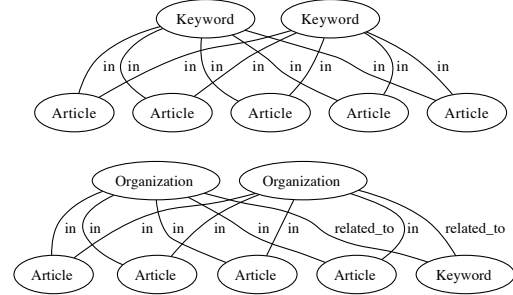 Keyword Keyword
in in in in in in in in
Article Article Article Article Article
Organization Organization
in in in in in in related_to in related_to
Article Article Article Article Keyword